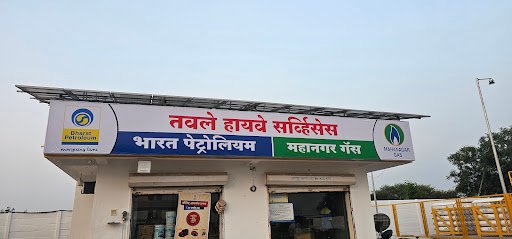 तवले हायवे सर्व्हिसेस
Bharat
Petroleum
energising lives
भारत पेट्रोलियम
महानगर गॅस
MAHANAGAR
GAS